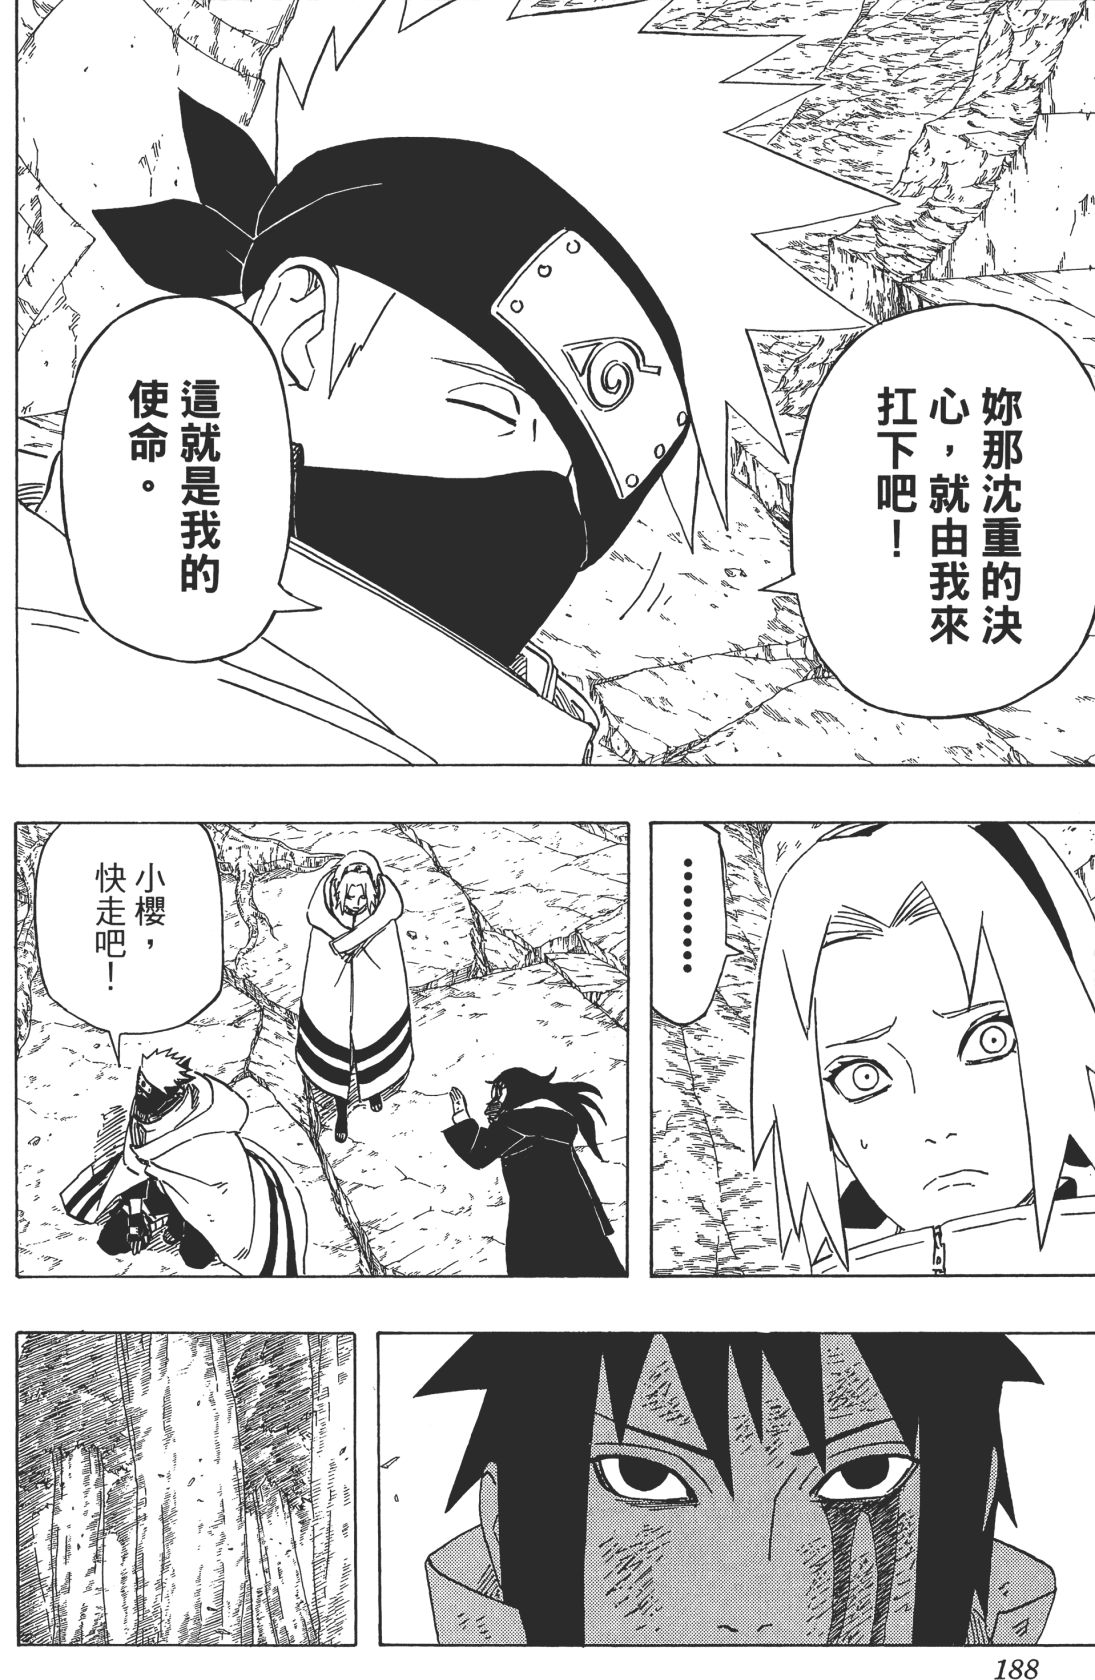 妳那沈重的決
心，就由我來
扛下吧！
這就是我的
使命。
………
小櫻，
快走吧！
188